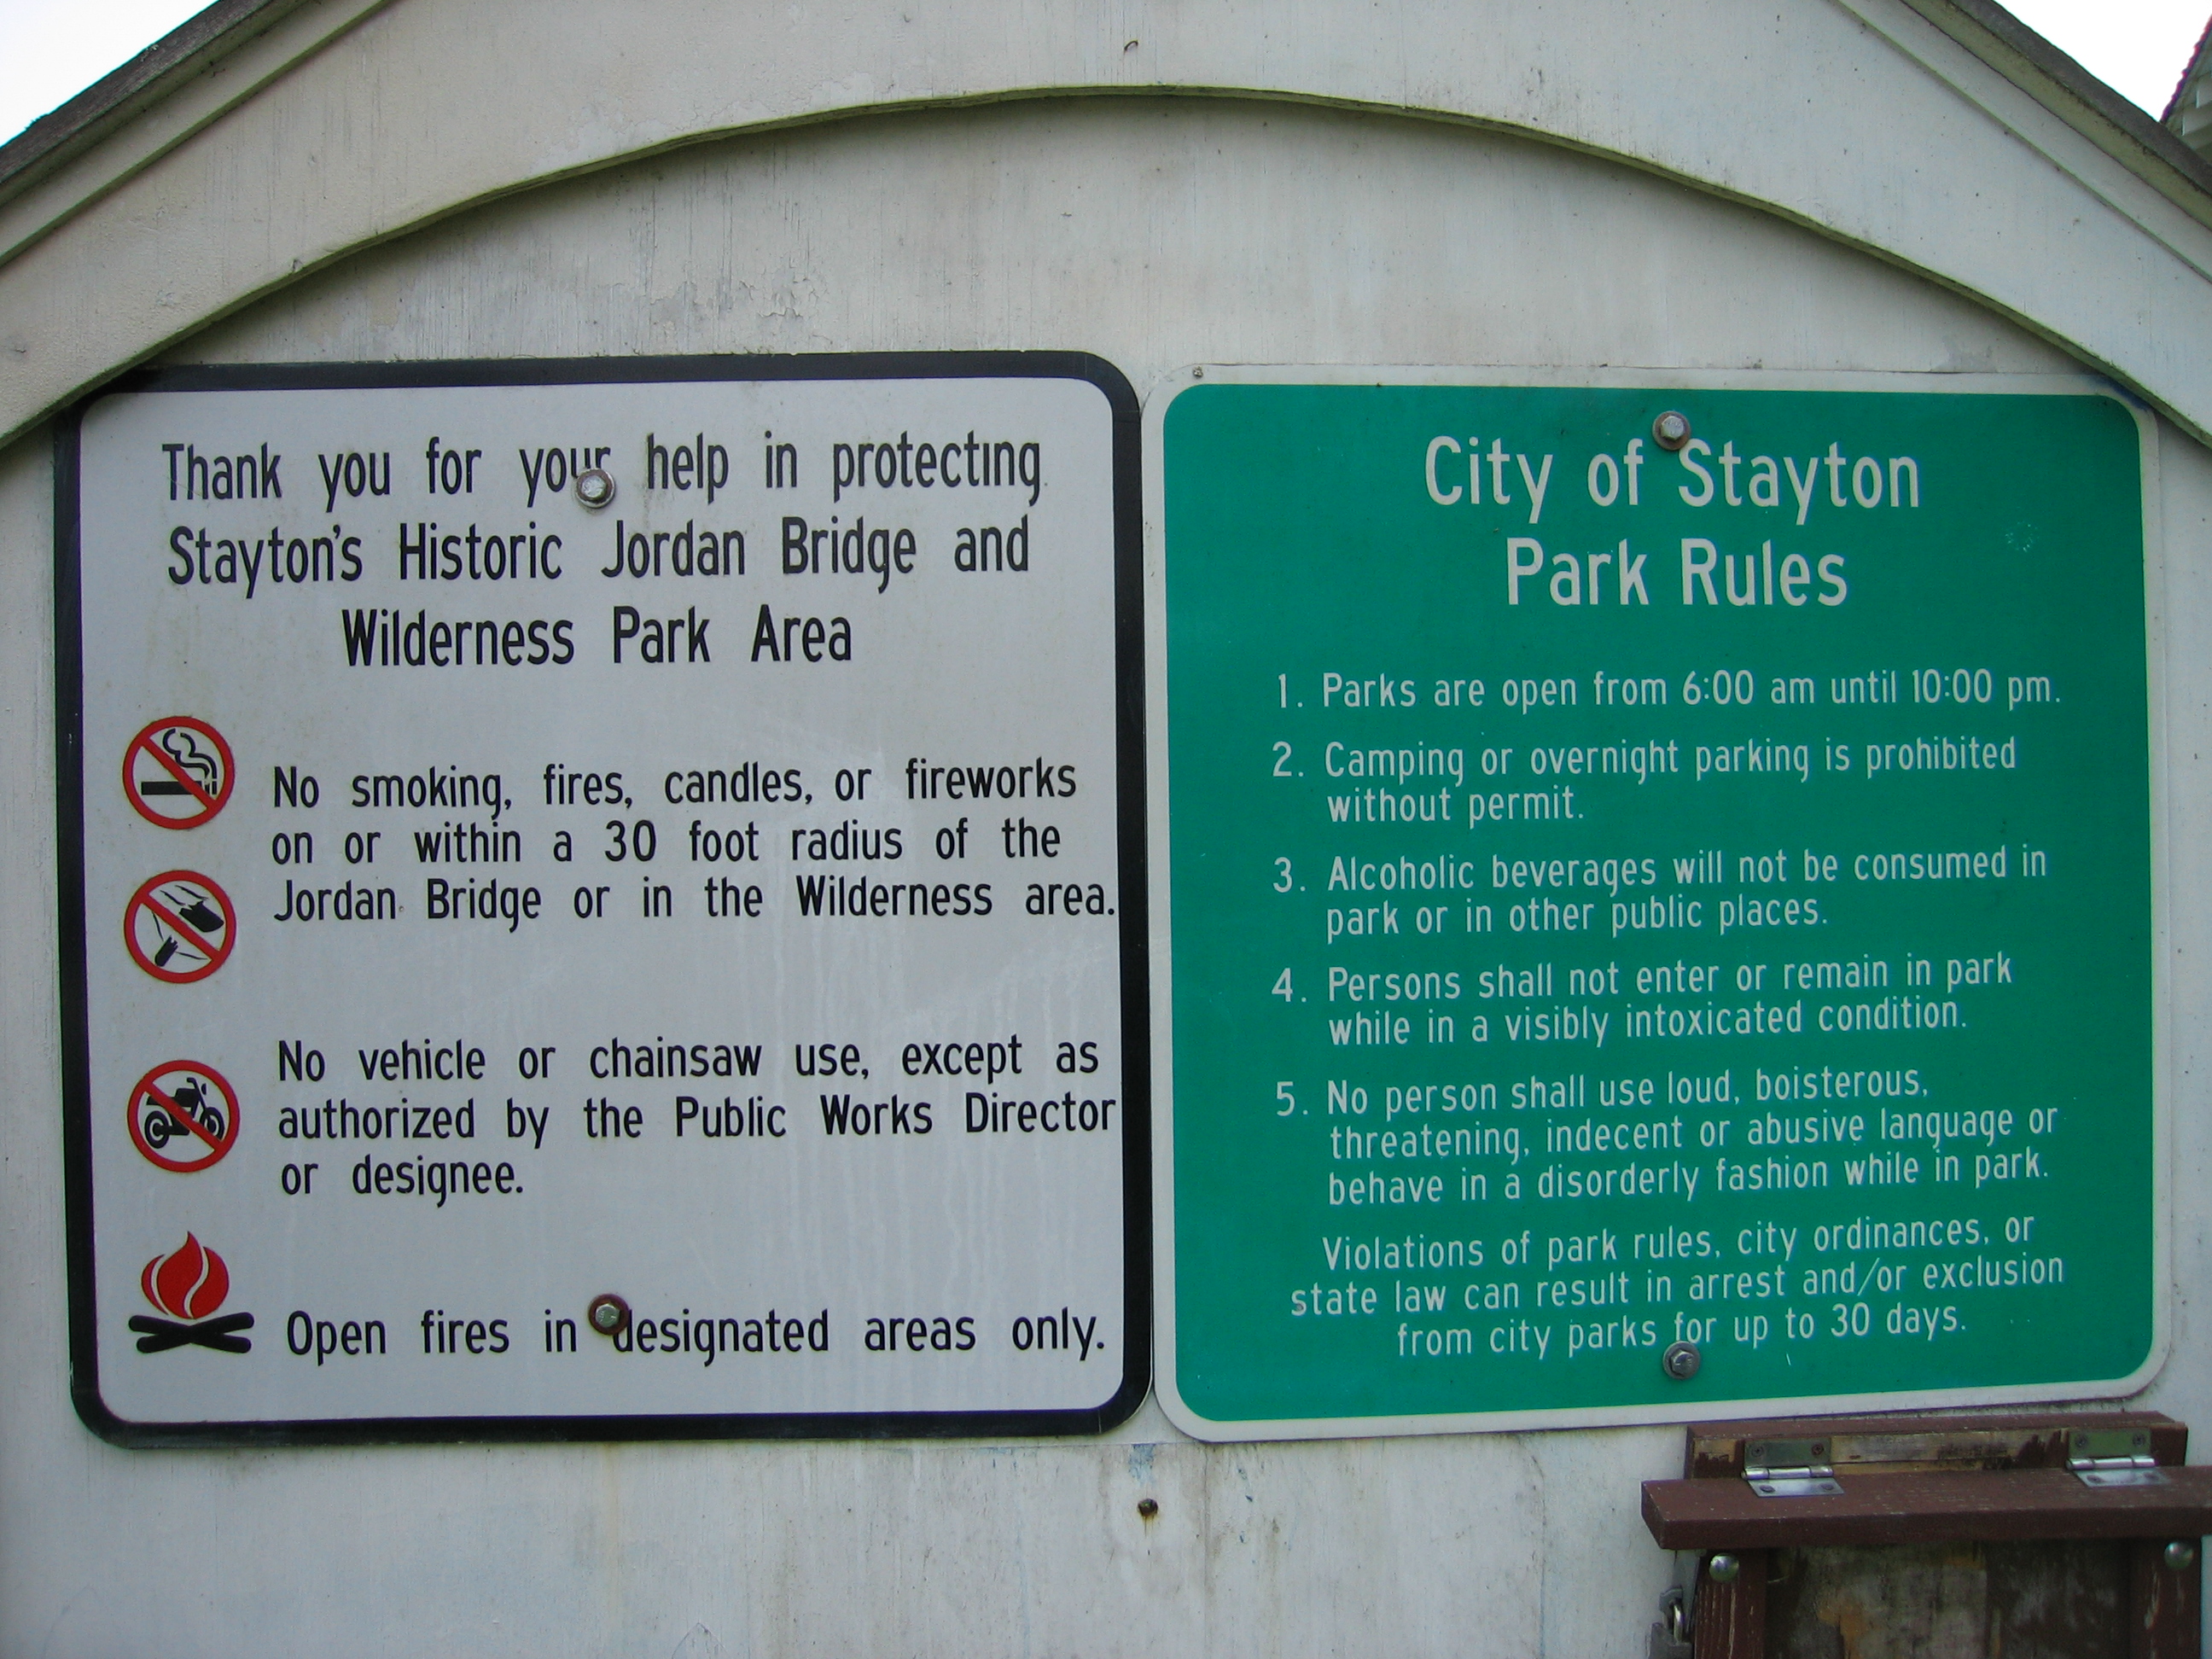 Thank you for your help in protecting
Stayton's Historic Jordan Bridge and
Wilderness Park Area
No smoking, fires, candles, or fireworks
on or within a 30 foot radius of the
Jordan Bridge or in the Wilderness area.
No vehicle or chainsaw use, except as
authorized by the Public Works Director
or designee.
Open fires in designated areas only.
City of Stayton
Park Rules
1. Parks are open from 6:00 am until 10:00 pm.
2. Camping or overnight parking is prohibited
without permit.
3. Alcoholic beverages will not be consumed in
park or in other public places.
4. Persons shall not enter or remain in park
while in a visibly intoxicated condition.
5. No person shall use loud, boisterous,
threatening, indecent or abusive language or
behave in a disorderly fashion while in park.
Violations of park rules, city ordinances, or
state law can result in arrest and/or exclusion
from city parks for up to 30 days.